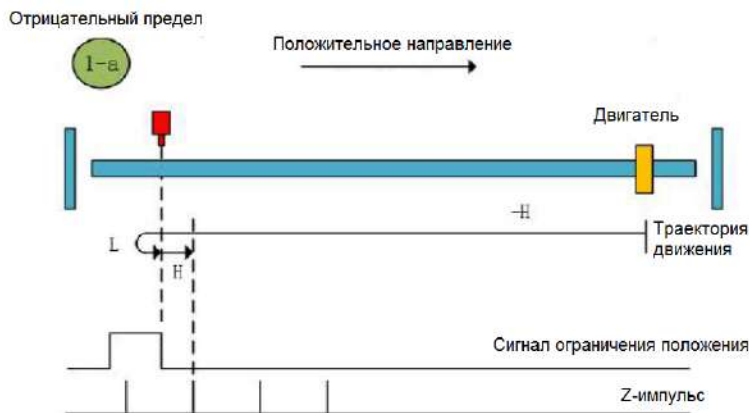 Отрицательный предел
1-a
Положительное направление
Двигатель
-H
Траектория
движения
L
H
Сигнал ограничения положения
Z-импульс